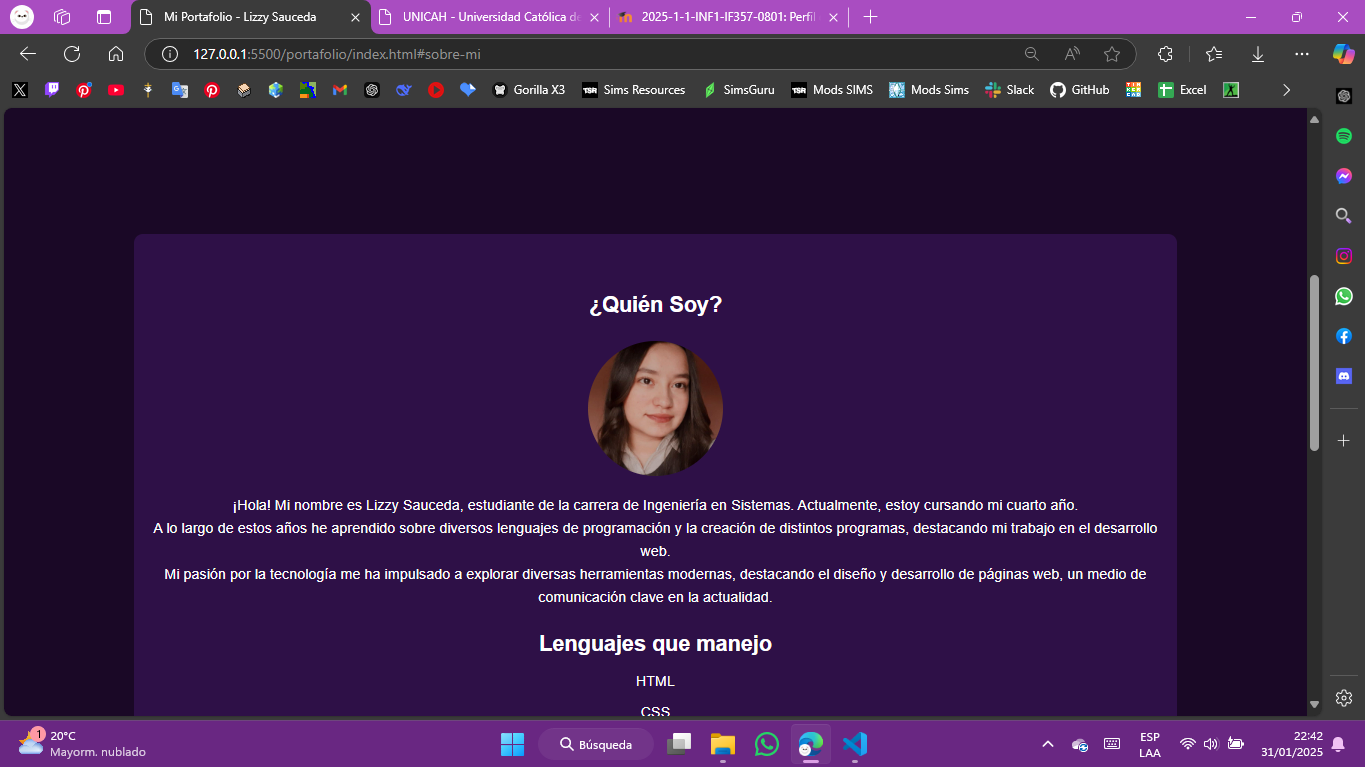 Mi Portafolio - Lizzy Sauceda
UNICAH - Universidad Católica de
2025-1-1-INF1-IF357-0801: Perfil
127.0.0.1:5500/portafolio/index.html#sobre-mi
Gorilla X3
Sims Resources
SimsGuru
Mods SIMS
Mods Sims
Slack
GitHub
Excel
¿Quién Soy?
¡Hola! Mi nombre es Lizzy Sauceda, estudiante de la carrera de Ingeniería en Sistemas. Actualmente, estoy cursando mi cuarto año.
A lo largo de estos años he aprendido sobre diversos lenguajes de programación y la creación de distintos programas, destacando mi trabajo en el desarrollo
web.
Mi pasión por la tecnología me ha impulsado a explorar diversas herramientas modernas, destacando el diseño y desarrollo de páginas web, un medio de
comunicación clave en la actualidad.
Lenguajes que manejo
HTML
CSS
1
20°C
Mayorm. nublado
Búsqueda
ESP
LAA
22:42
31/01/2025